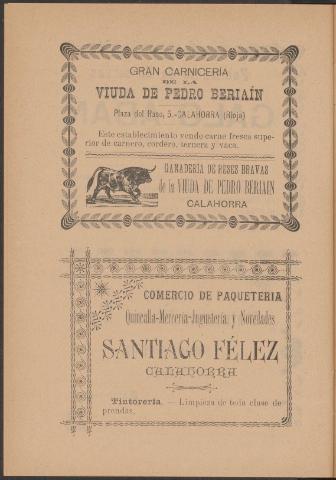 GRAN CARNICERÍA
DE LA
VIUDA DE PEDRO BERIAÍN
Plaza del Raso, 5.-CALAHORRA (Rioja)
Este establecimiento vende carne fresca supe-
rior de carnero, cordero, ternera y vaca.
GANADERÍA DE RESES BRAVAS
de la VIUDA DE PEDRO BERIAIN
CALAHORRA
COMERCIO DE PAQUETERIA
Quincalla-Mercería-Juguetería y Novedades
SANTIAGO FÉLEZ
CALAHORRA
Tintorería. — Limpieza de toda clase de
prendas.